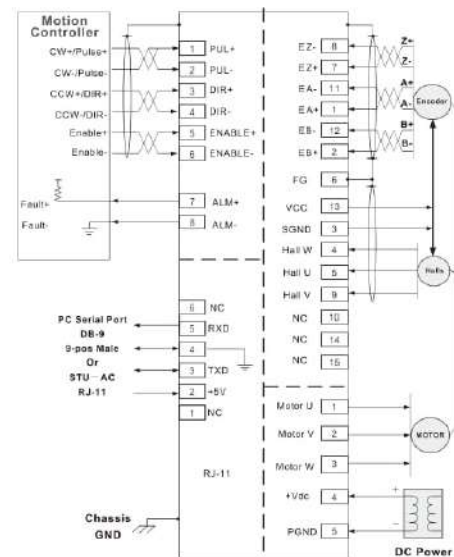 Motion
Controller
CW+/Pulse+
CW-/Pulse-
CCW+/DIR+
CCW-/DIR-
Enable+
Enable-
Fault+
Fault-
1 PUL+
2 PUL-
3 DIR+
4 DIR-
5 ENABLE+
6 ENABLE-
7 ALM+
8 ALM-
6 NC
5 RXD
4
3 TXD
2 +5V
1 NC
PC Serial Port
DB-9
9-pos Male
Or
STU-AC
RJ-11
RJ-11
Chassis
GND
EZ- 8 Z+
EZ+ 7 Z-
EA- 11 A+
EA+ 1 A-
EB- 12 B+
EB+ 2 B-
Encoder
FG 6
VCC 13
SGND 3
Hall W 4
Hall U 5
Hall V 9
Halls
NC 10
NC 14
NC 15
Motor U 1
Motor V 2
Motor W 3
MOTOR
+Vdc 4 +
PGND 5 -
DC Power